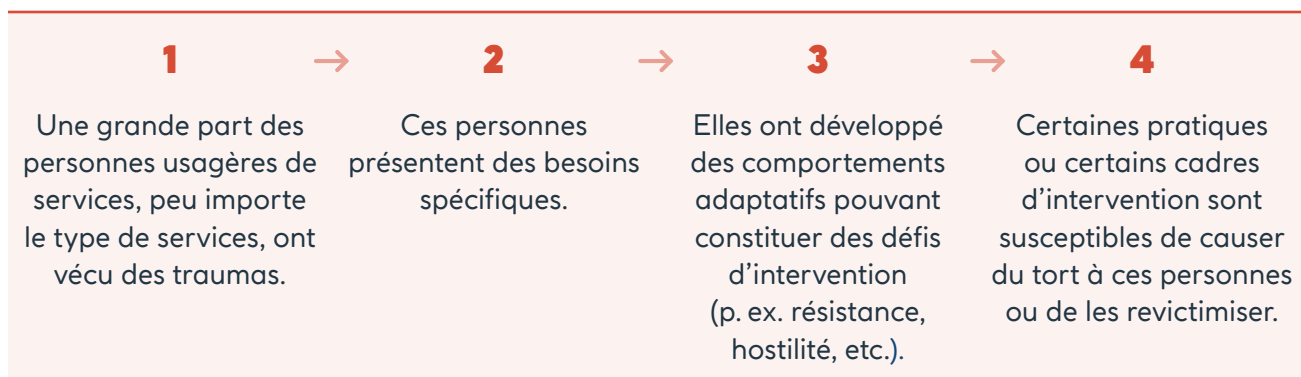 1 → 2 → 3 → 4
Une grande part des
personnes usagères de
services, peu importe
le type de services, ont
vécu des traumas.
Ces personnes
présentent des besoins
spécifiques.
Elles ont développé
des comportements
adaptatifs pouvant
constituer des défis
d’intervention
(p. ex. résistance,
hostilité, etc.).
Certaines pratiques
ou certains cadres
d’intervention sont
susceptibles de causer
du tort à ces personnes
ou de les revictimiser.